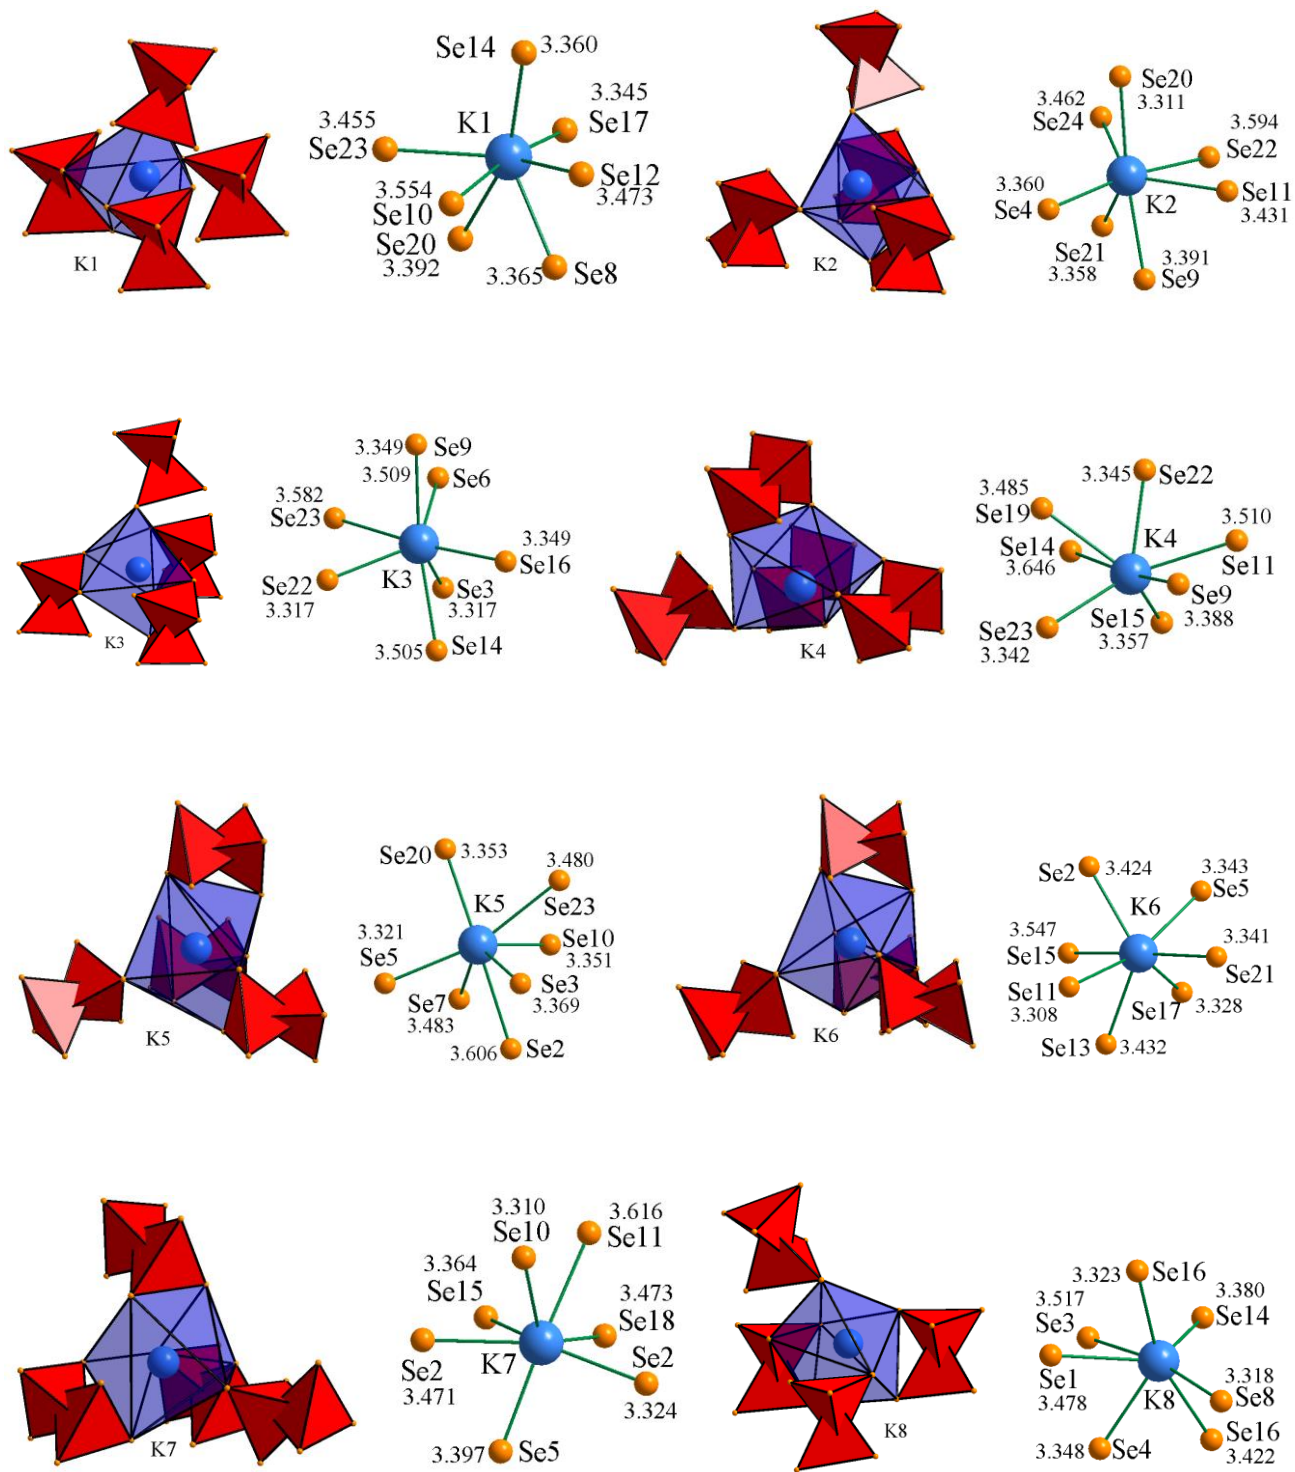 Se14 3.360
3.345
K1
Se17
3.455
Se23
Se12
3.473
3.554
Se10
Se20
3.392
3.365
Se8
K1
Se20
3.311
3.462
Se24
3.594
Se22
3.360
Se4
Se11
3.431
K2
Se21
3.358
3.391
Se9
K2
3.349 Se9
3.509 Se6
3.582
Se23
3.349
Se16
K3
Se22
3.317
Se3
3.317
3.505 Se14
K3
3.345 Se22
3.485
Se19
3.510
Se11
Se14
3.646
K4
Se9
3.388
Se15
3.357
Se23
3.342
K4
Se20 3.353
3.480
Se23
K5
3.321
Se5
Se10
3.351
Se3
3.369
Se7
3.483
3.606 Se2
K5
Se2 3.424
3.343
Se5
K6
3.547
Se15
3.341
Se21
Se11
3.308
Se17
3.328
Se13 3.432
K6
3.310
Se10
3.616
Se11
3.364
Se15
3.473
Se18
Se2
3.471
K7
Se2
3.324
3.397 Se5
K7
3.323 Se16
3.380
Se14
3.517
Se3
Se1
3.478
3.318
Se8
K8
Se16
3.422
3.348 Se4
K8